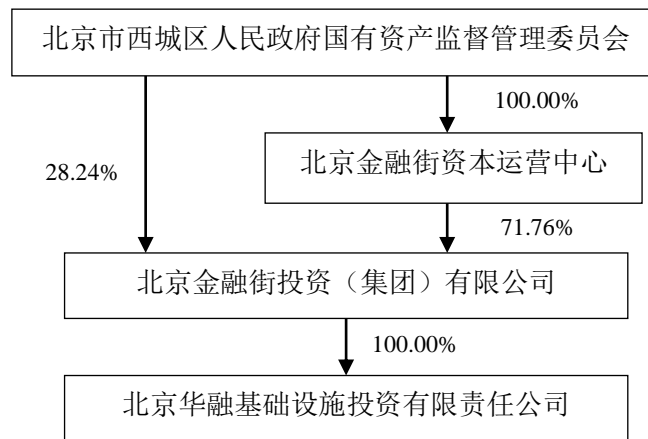 北京市西城区人民政府国有资产监督管理委员会
100.00%
28.24%
北京金融街资本运营中心
71.76%
北京金融街投资（集团）有限公司
100.00%
北京华融基础设施投资有限责任公司